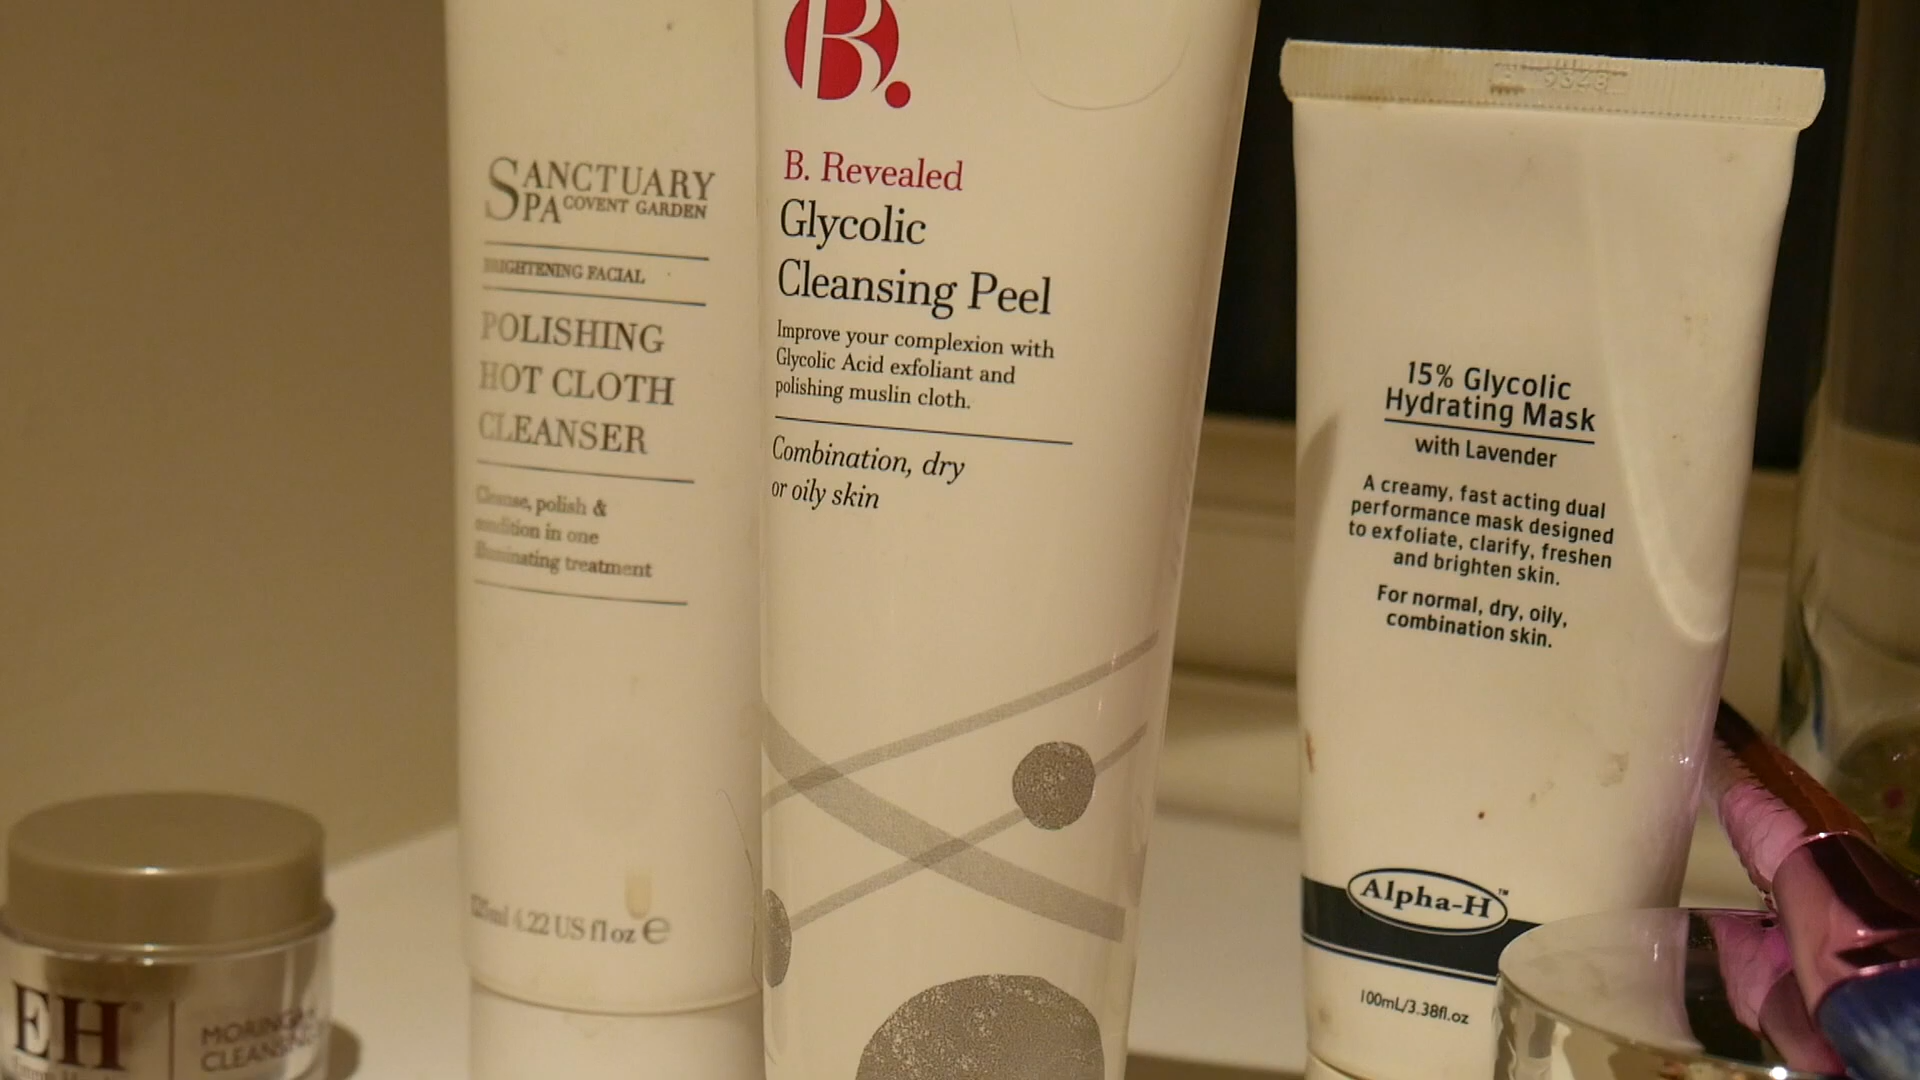 SANCTUARY
SPA COVENT GARDEN
BRIGHTENING FACIAL
POLISHING
HOT CLOTH
CLEANSER
Cleanse, polish &
condition in one
illuminating treatment
125ml 4.22 US fl oz e
B.
B. Revealed
Glycolic
Cleansing Peel
Improve your complexion with
Glycolic Acid exfoliant and
polishing muslin cloth.
Combination, dry
or oily skin
15% Glycolic
Hydrating Mask
with Lavender
A creamy, fast acting dual
performance mask designed
to exfoliate, clarify, freshen
and brighten skin.
For normal, dry, oily,
combination skin.
Alpha-H™
100mL/3.38fl.oz
EH
MORINGA
CLEANSING